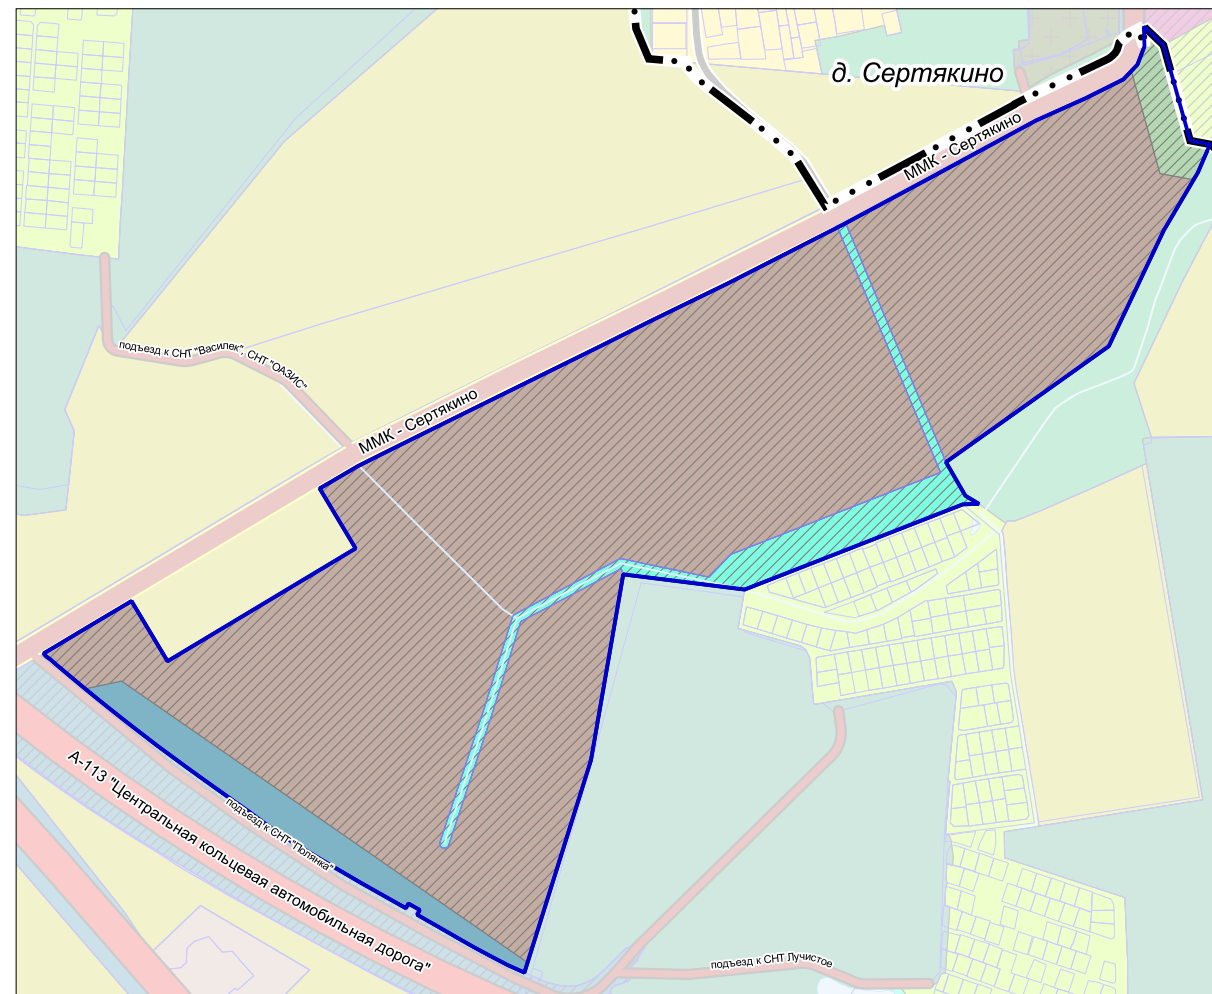 д. Сертякино
ММК - Сертякино
подъезд к СНТ "Василек", СНТ "ОАЗИС"
ММК - Сертякино
А-113 "Центральная кольцевая автомобильная дорога"
подъезд к СНТ "Полянка"
подъезд к СНТ Лучистое